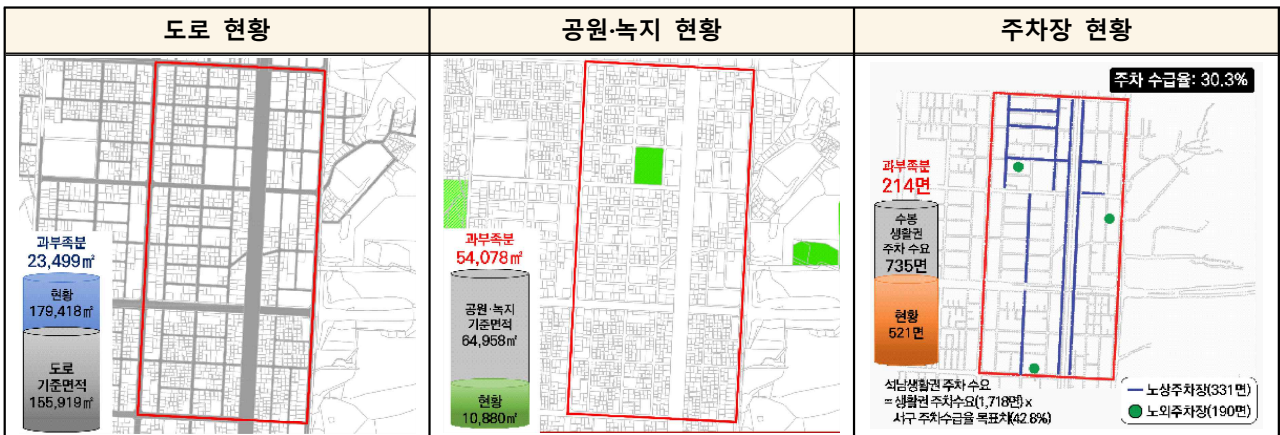 도로 현황
공원·녹지 현황
주차장 현황
과부족분
23,499㎡
현황
179,418㎡
도로
기준면적
155,919㎡
과부족분
54,078㎡
공원·녹지
기준면적
64,958㎡
현황
10,880㎡
주차 수급율: 30.3%
과부족분
214면
수봉
생활권
주차 수요
735면
현황
521면
석남생활권 주차 수요
= 생활권 주차수요(1,718면) x
서구 주차수급율 목표치(42.8%)
노상주차장(331면)
노외주차장(190면)